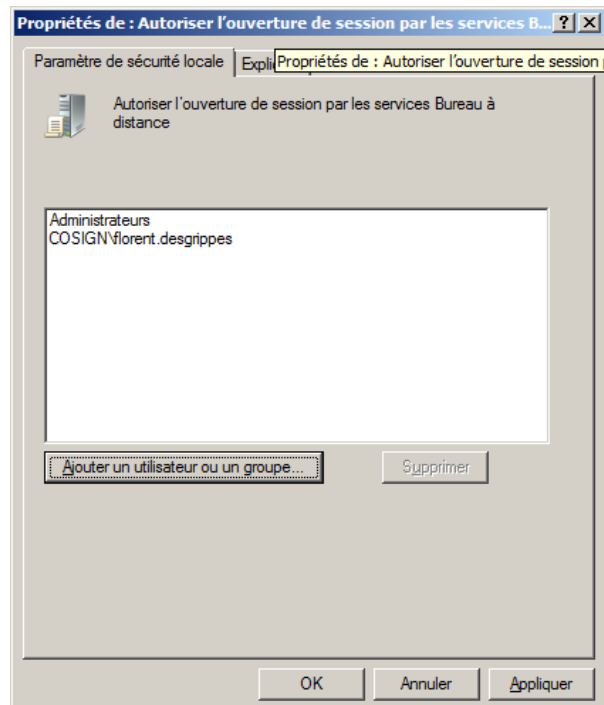 Propriétés de : Autoriser l'ouverture de session par les services B...
Paramètre de sécurité locale
Propriétés de : Autoriser l'ouverture de session
Autoriser l'ouverture de session par les services Bureau à
distance
Administrateurs
COSIGN\florent.desgrippes
Ajouter un utilisateur ou un groupe...
Supprimer
OK
Annuler
Appliquer